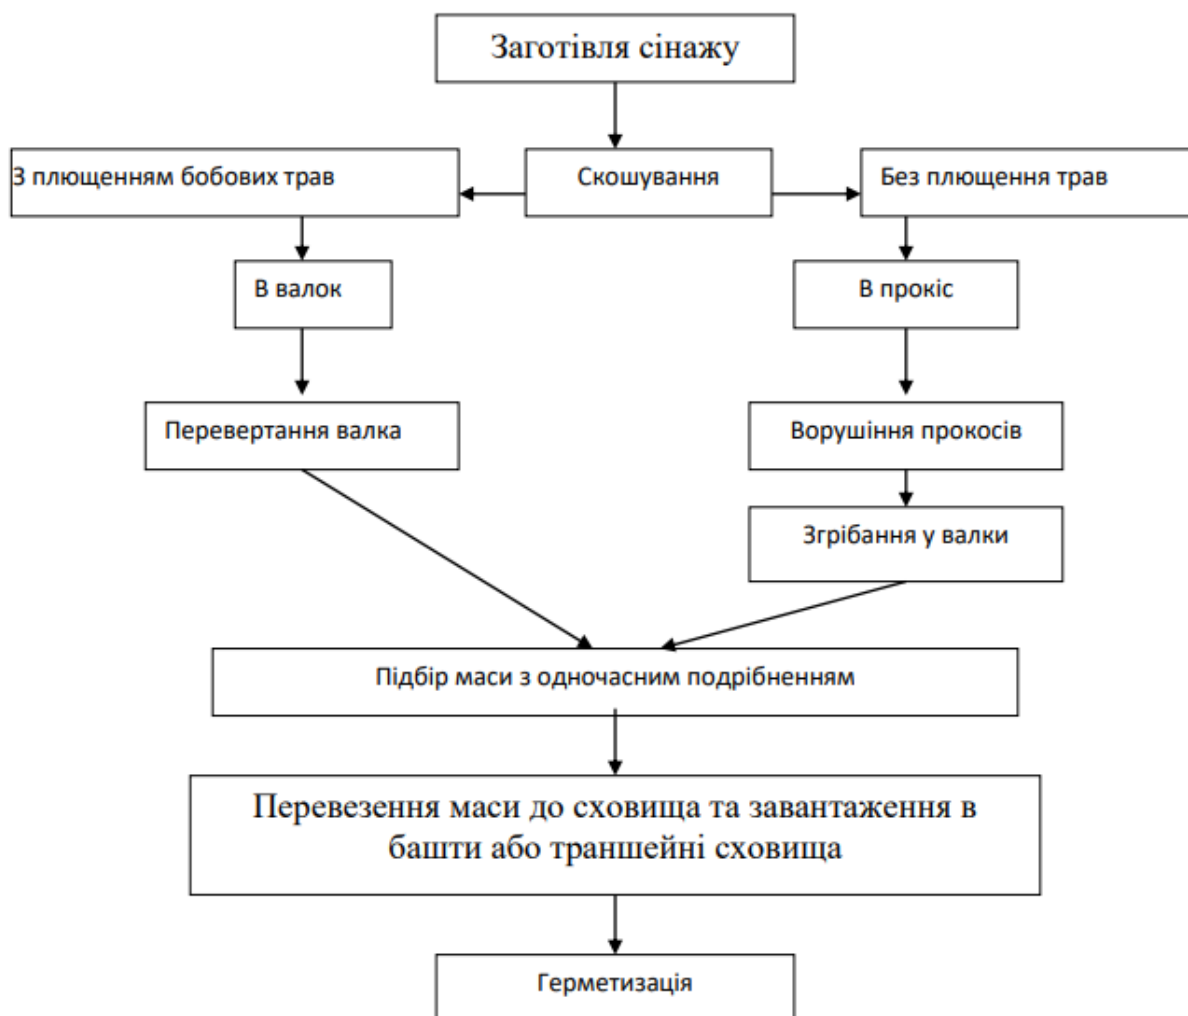 Заготівля сінажу
З плющенням бобових трав
Скошування
Без плющення трав
В валок
В прокіс
Перевертання валка
Ворушіння прокосів
Згрібання у валки
Підбір маси з одночасним подрібненням
Перевезення маси до сховища та завантаження в
башти або траншейні сховища
Герметизація